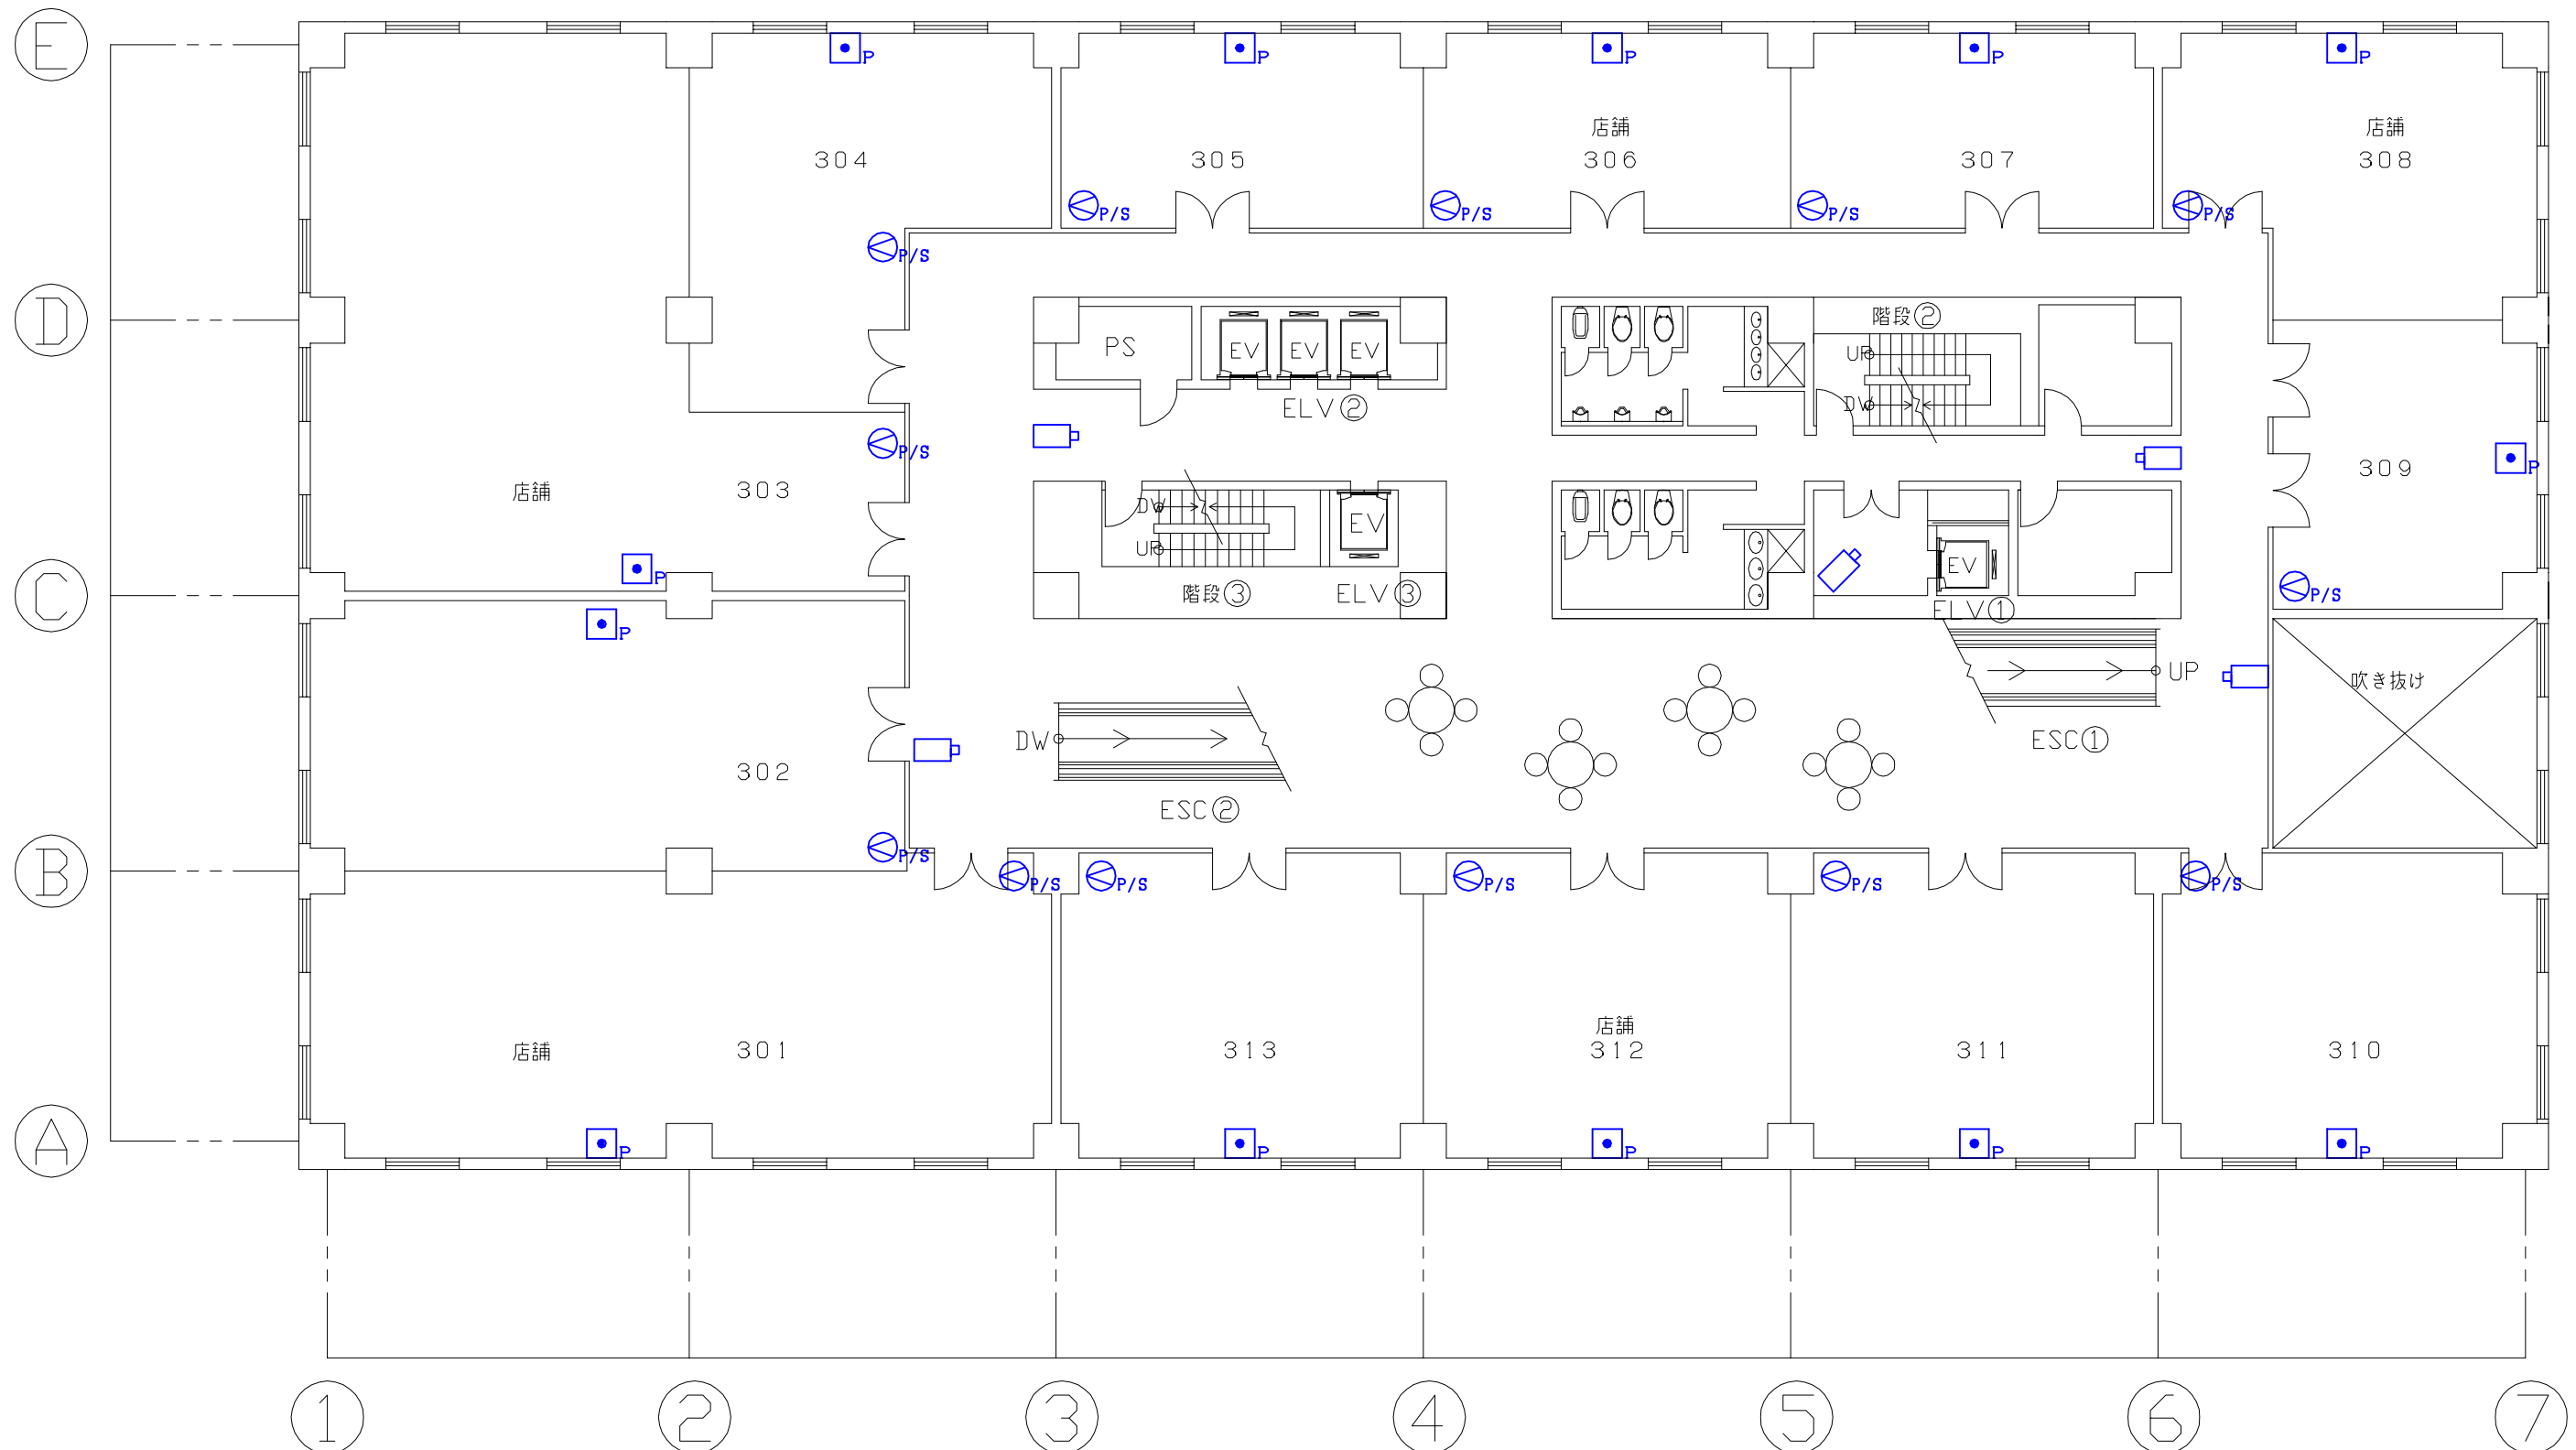 E
P
P
P
P
P
店舗
店舗
304
305
306
307
308
P/S
P/S
P/S
P/S
P/S
D
階段②
PS
EV
EV
EV
UP
ELV②
DW
P/S
309
P
店舗
303
DW
EV
UP
EV
P
C
階段③
ELV③
ELV①
P/S
P
UP
吹き抜け
DW
ESC①
302
ESC②
P/S
B
P/S
P/S
P/S
P/S
P/S
店舗
店舗
301
313
312
311
310
A
P
P
P
P
P
1
2
3
4
5
6
7